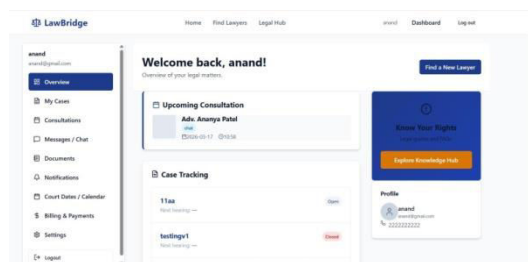 LawBridge
Home Find Lawyers Legal Hub
anand Dashboard Log out
anand
anand@gmail.com
Overview
My Cases
Consultations
Messages / Chat
Documents
Notifications
Court Dates / Calendar
Billing & Payments
Settings
Logout
Welcome back, anand!
Overview of your legal matters.
Find a New Lawyer
Upcoming Consultation
Adv. Ananya Patel
chat
2026-05-17 10:56
Case Tracking
11aa
Open
Next hearing: —
testingv1
Closed
Next hearing: —
Know Your Rights
Explore Knowledge Hub
Profile
anand
anand@gmail.com
2222222222